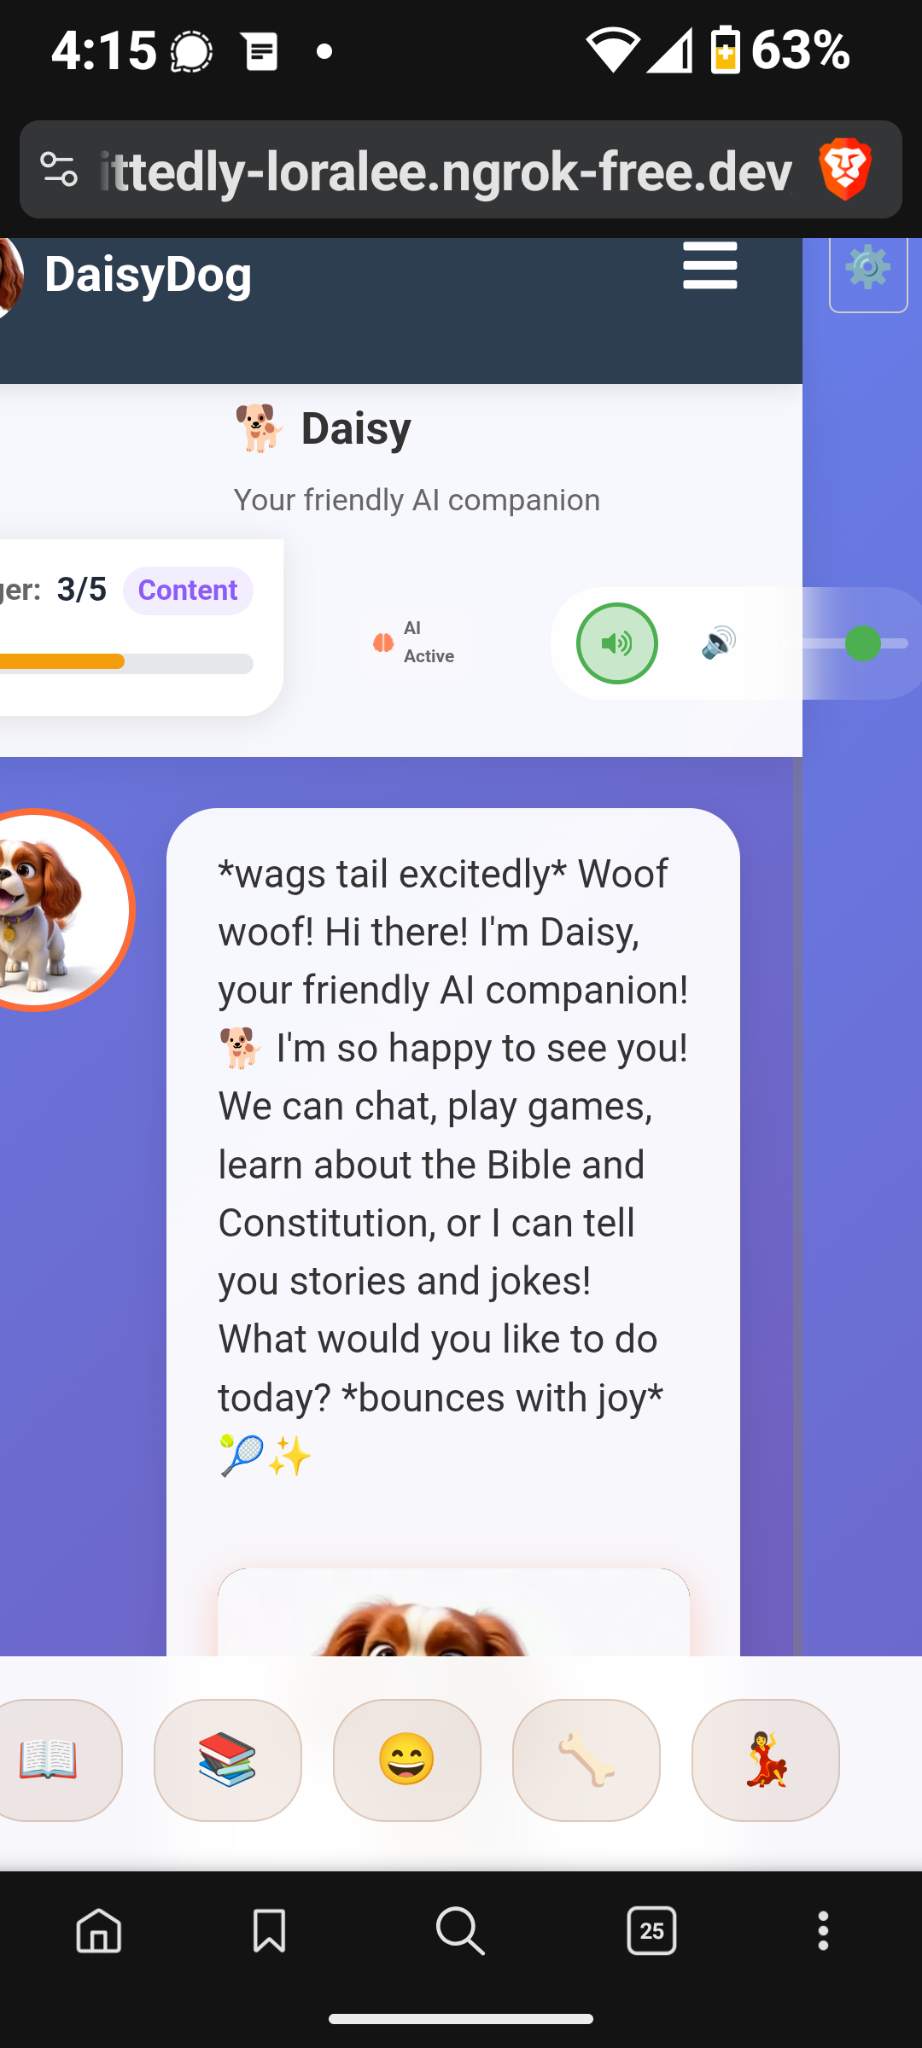 4:15
63%
ittedly-loralee.ngrok-free.dev
DaisyDog
Daisy
Your friendly AI companion
ger: 3/5 Content
AI
Active
*wags tail excitedly* Woof
woof! Hi there! I'm Daisy,
your friendly AI companion!
🐕 I'm so happy to see you!
We can chat, play games,
learn about the Bible and
Constitution, or I can tell
you stories and jokes!
What would you like to do
today? *bounces with joy*
🎾✨
25